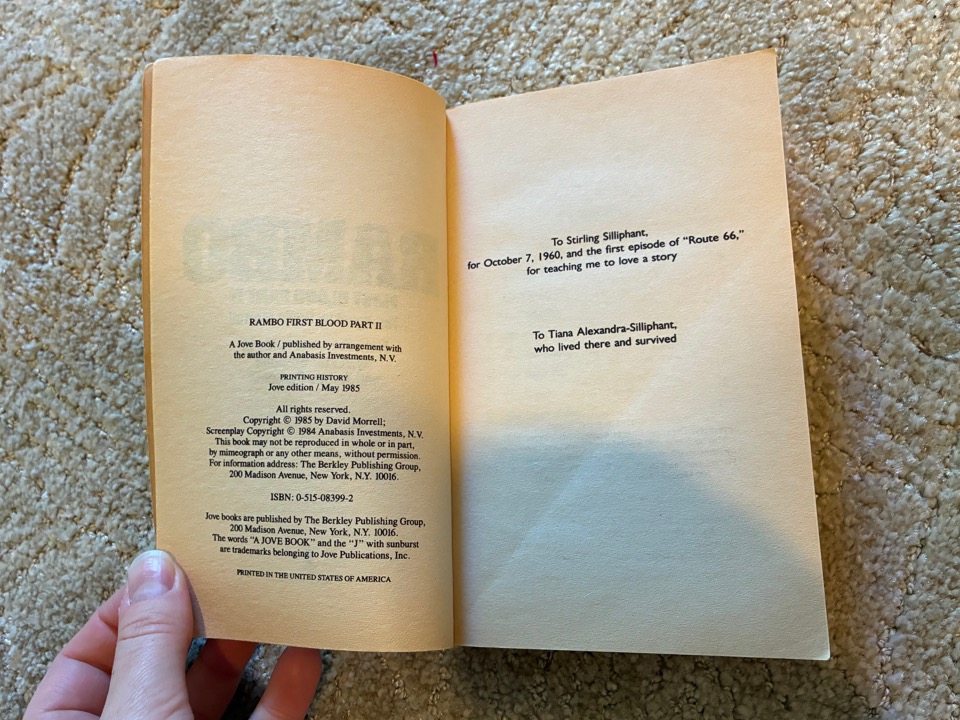 RAMBO FIRST BLOOD PART II
A Jove Book / published by arrangement with
the author and Anabasis Investments, N.V.
PRINTING HISTORY
Jove edition / May 1985
All rights reserved.
Copyright © 1985 by David Morrell;
Screenplay Copyright © 1984 Anabasis Investments, N.V.
This book may not be reproduced in whole or in part,
by mimeograph or any other means, without permission.
For information address: The Berkley Publishing Group,
200 Madison Avenue, New York, N.Y. 10016.
ISBN: 0-515-08399-2
Jove books are published by The Berkley Publishing Group,
200 Madison Avenue, New York, N.Y. 10016.
The words "A JOVE BOOK" and the "J" with sunburst
are trademarks belonging to Jove Publications, Inc.
PRINTED IN THE UNITED STATES OF AMERICA
To Stirling Silliphant,
for October 7, 1960, and the first episode of "Route 66,"
for teaching me to love a story
To Tiana Alexandra-Silliphant,
who lived there and survived